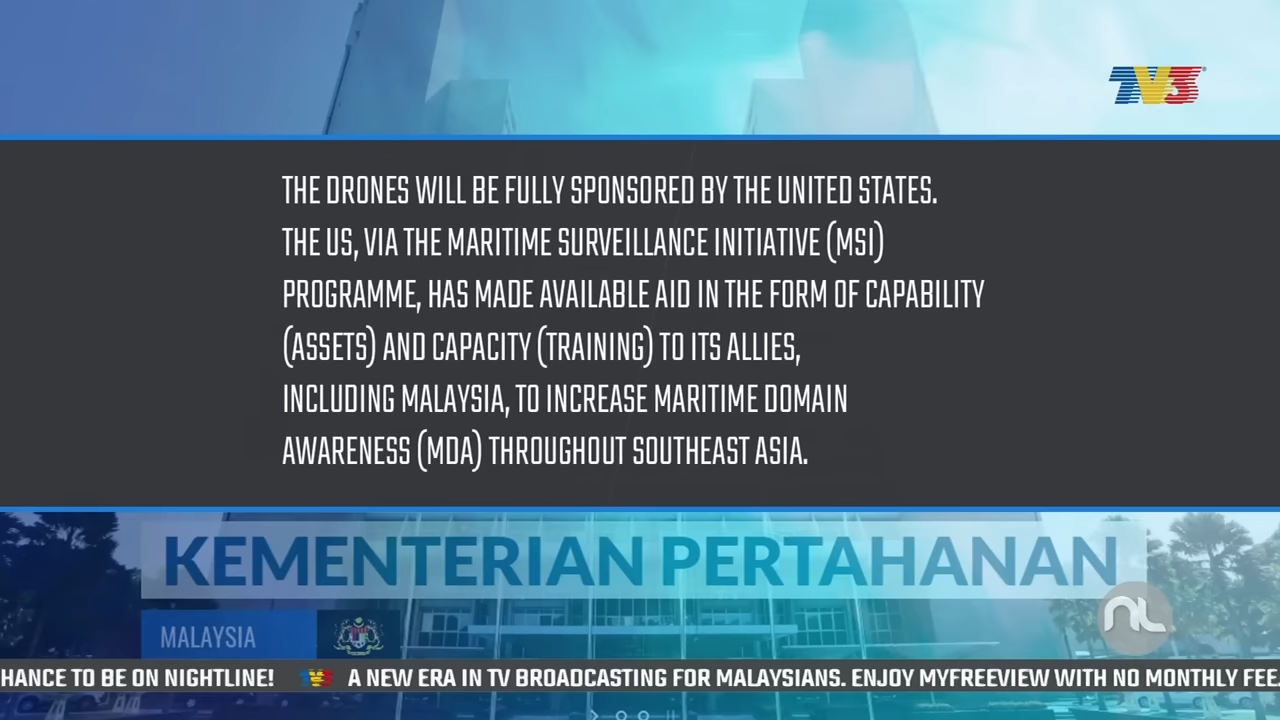 TV3
THE DRONES WILL BE FULLY SPONSORED BY THE UNITED STATES.
THE US, VIA THE MARITIME SURVEILLANCE INITIATIVE (MSI)
PROGRAMME, HAS MADE AVAILABLE AID IN THE FORM OF CAPABILITY
(ASSETS) AND CAPACITY (TRAINING) TO ITS ALLIES,
INCLUDING MALAYSIA, TO INCREASE MARITIME DOMAIN
AWARENESS (MDA) THROUGHOUT SOUTHEAST ASIA.
KEMENTERIAN PERTAHANAN
NL
MALAYSIA
HANCE TO BE ON NIGHTLINE! TV3 A NEW ERA IN TV BROADCASTING FOR MALAYSIANS. ENJOY MYFREEVIEW WITH NO MONTHLY FEE.